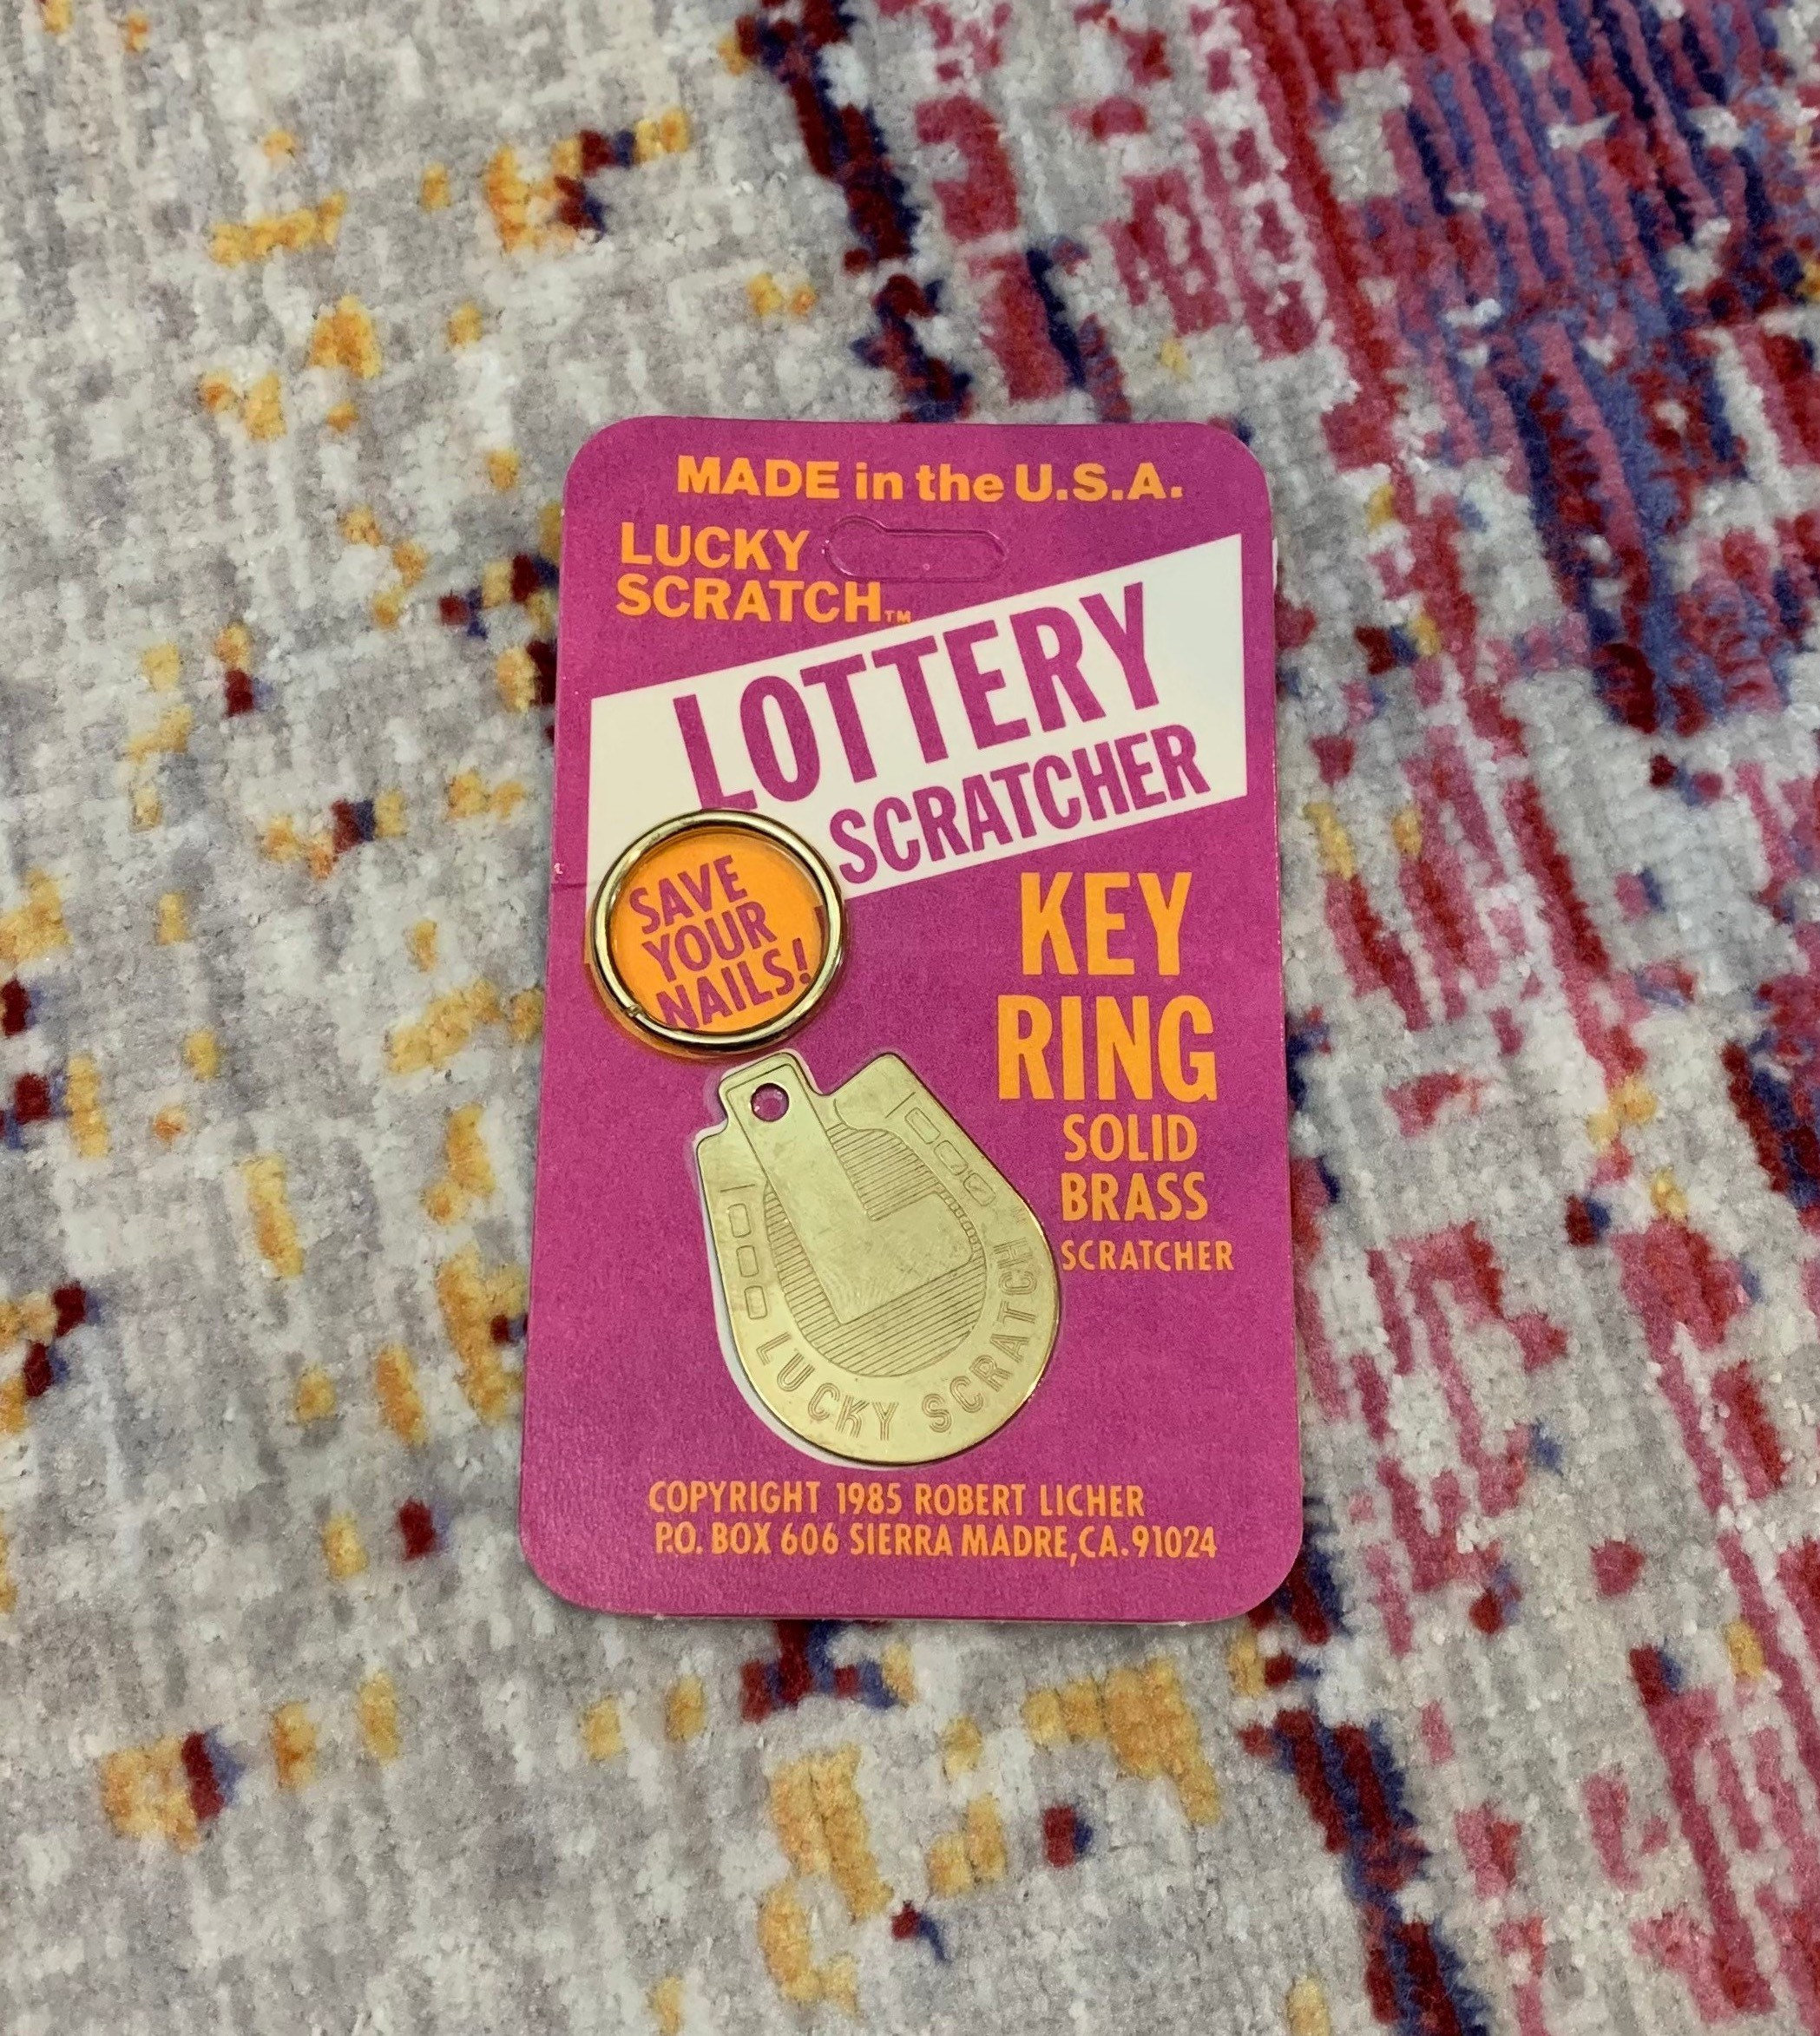 MADE in the U.S.A.
LUCKY
SCRATCH™
LOTTERY
SCRATCHER
SAVE
YOUR
NAILS!
KEY
RING
SOLID
BRASS
SCRATCHER
LUCKY SCRATCH
COPYRIGHT 1985 ROBERT LICHER
P.O. BOX 606 SIERRA MADRE, CA. 91024